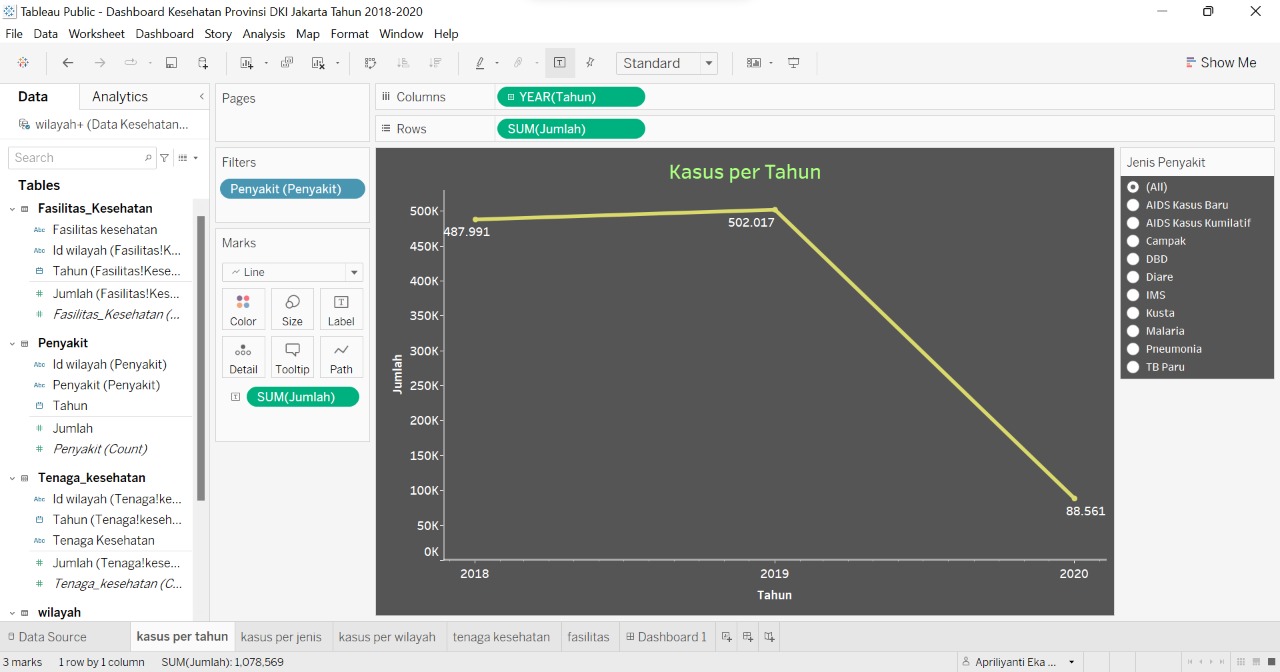 Tableau Public - Dashboard Kesehatan Provinsi DKI Jakarta Tahun 2018-2020
File Data Worksheet Dashboard Story Analysis Map Format Window Help
Standard
Show Me
Data
Analytics
wilayah+ (Data Kesehatan...
Search
Tables
Fasilitas_Kesehatan
Abc Fasilitas kesehatan
Abc Id wilayah (Fasilitas!K...
Tahun (Fasilitas!Kese...
# Jumlah (Fasilitas!Kes...
# Fasilitas_Kesehatan (...
Penyakit
Abc Id wilayah (Penyakit)
Abc Penyakit (Penyakit)
Tahun
# Jumlah
# Penyakit (Count)
Tenaga_kesehatan
Abc Id wilayah (Tenaga!ke...
Tahun (Tenaga!keseh...
Abc Tenaga Kesehatan
# Jumlah (Tenaga!kese...
# Tenaga_kesehatan (C...
wilayah
Pages
Filters
Penyakit (Penyakit)
Marks
Line
Color
Size
Label
Detail
Tooltip
Path
SUM(Jumlah)
Columns
YEAR(Tahun)
Rows
SUM(Jumlah)
Kasus per Tahun
500K
450K
400K
350K
300K
250K
200K
150K
100K
50K
0K
Jumlah
487.991
502.017
88.561
2018
2019
2020
Tahun
Jenis Penyakit
(All)
AIDS Kasus Baru
AIDS Kasus Kumilatif
Campak
DBD
Diare
IMS
Kusta
Malaria
Pneumonia
TB Paru
Data Source
kasus per tahun
kasus per jenis
kasus per wilayah
tenaga kesehatan
fasilitas
Dashboard 1
3 marks
1 row by 1 column
SUM(Jumlah): 1,078,569
Apriliyanti Eka ...